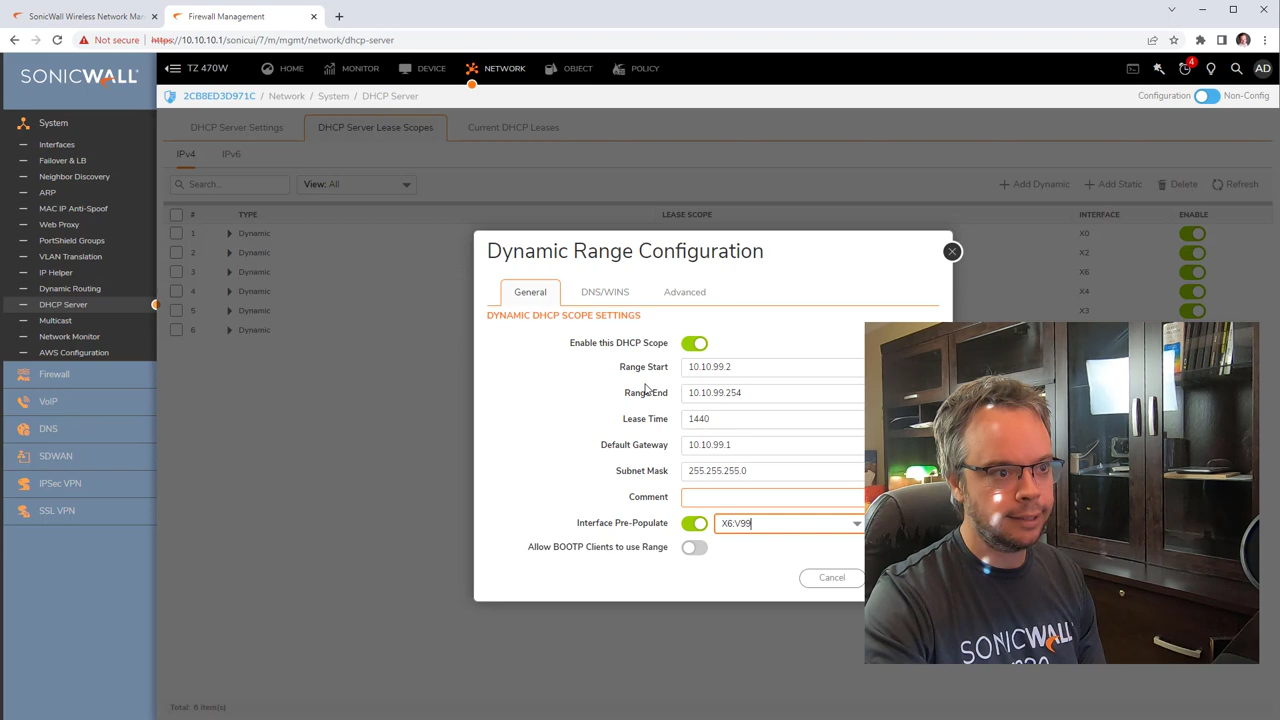 SonicWall Wireless Network Ma
Firewall Management
Not secure
https://10.10.10.1/sonicui/7/m/mgmt/network/dhcp-server
SONICWALL
TZ 470W
HOME
MONITOR
DEVICE
NETWORK
OBJECT
POLICY
4
AD
2CB8ED3D971C / Network / System / DHCP Server
Configuration
Non-Config
System
Interfaces
Failover & LB
Neighbor Discovery
ARP
MAC IP Anti-Spoof
Web Proxy
PortShield Groups
VLAN Translation
IP Helper
Dynamic Routing
DHCP Server
Multicast
Network Monitor
AWS Configuration
Firewall
VoIP
DNS
SDWAN
IPSec VPN
SSL VPN
DHCP Server Settings
DHCP Server Lease Scopes
Current DHCP Leases
IPv4
IPv6
Search...
View: All
Add Dynamic
Add Static
Delete
Refresh
# TYPE LEASE SCOPE INTERFACE ENABLE
1 Dynamic X0
2 Dynamic X2
3 Dynamic X6
4 Dynamic X4
5 Dynamic X3
6 Dynamic
Dynamic Range Configuration
General
DNS/WINS
Advanced
DYNAMIC DHCP SCOPE SETTINGS
Enable this DHCP Scope
Range Start 10.10.99.2
Range End 10.10.99.254
Lease Time 1440
Default Gateway 10.10.99.1
Subnet Mask 255.255.255.0
Comment
Interface Pre-Populate X6:V99
Allow BOOTP Clients to use Range
Cancel
SONICWALL
Total: 6 item(s)